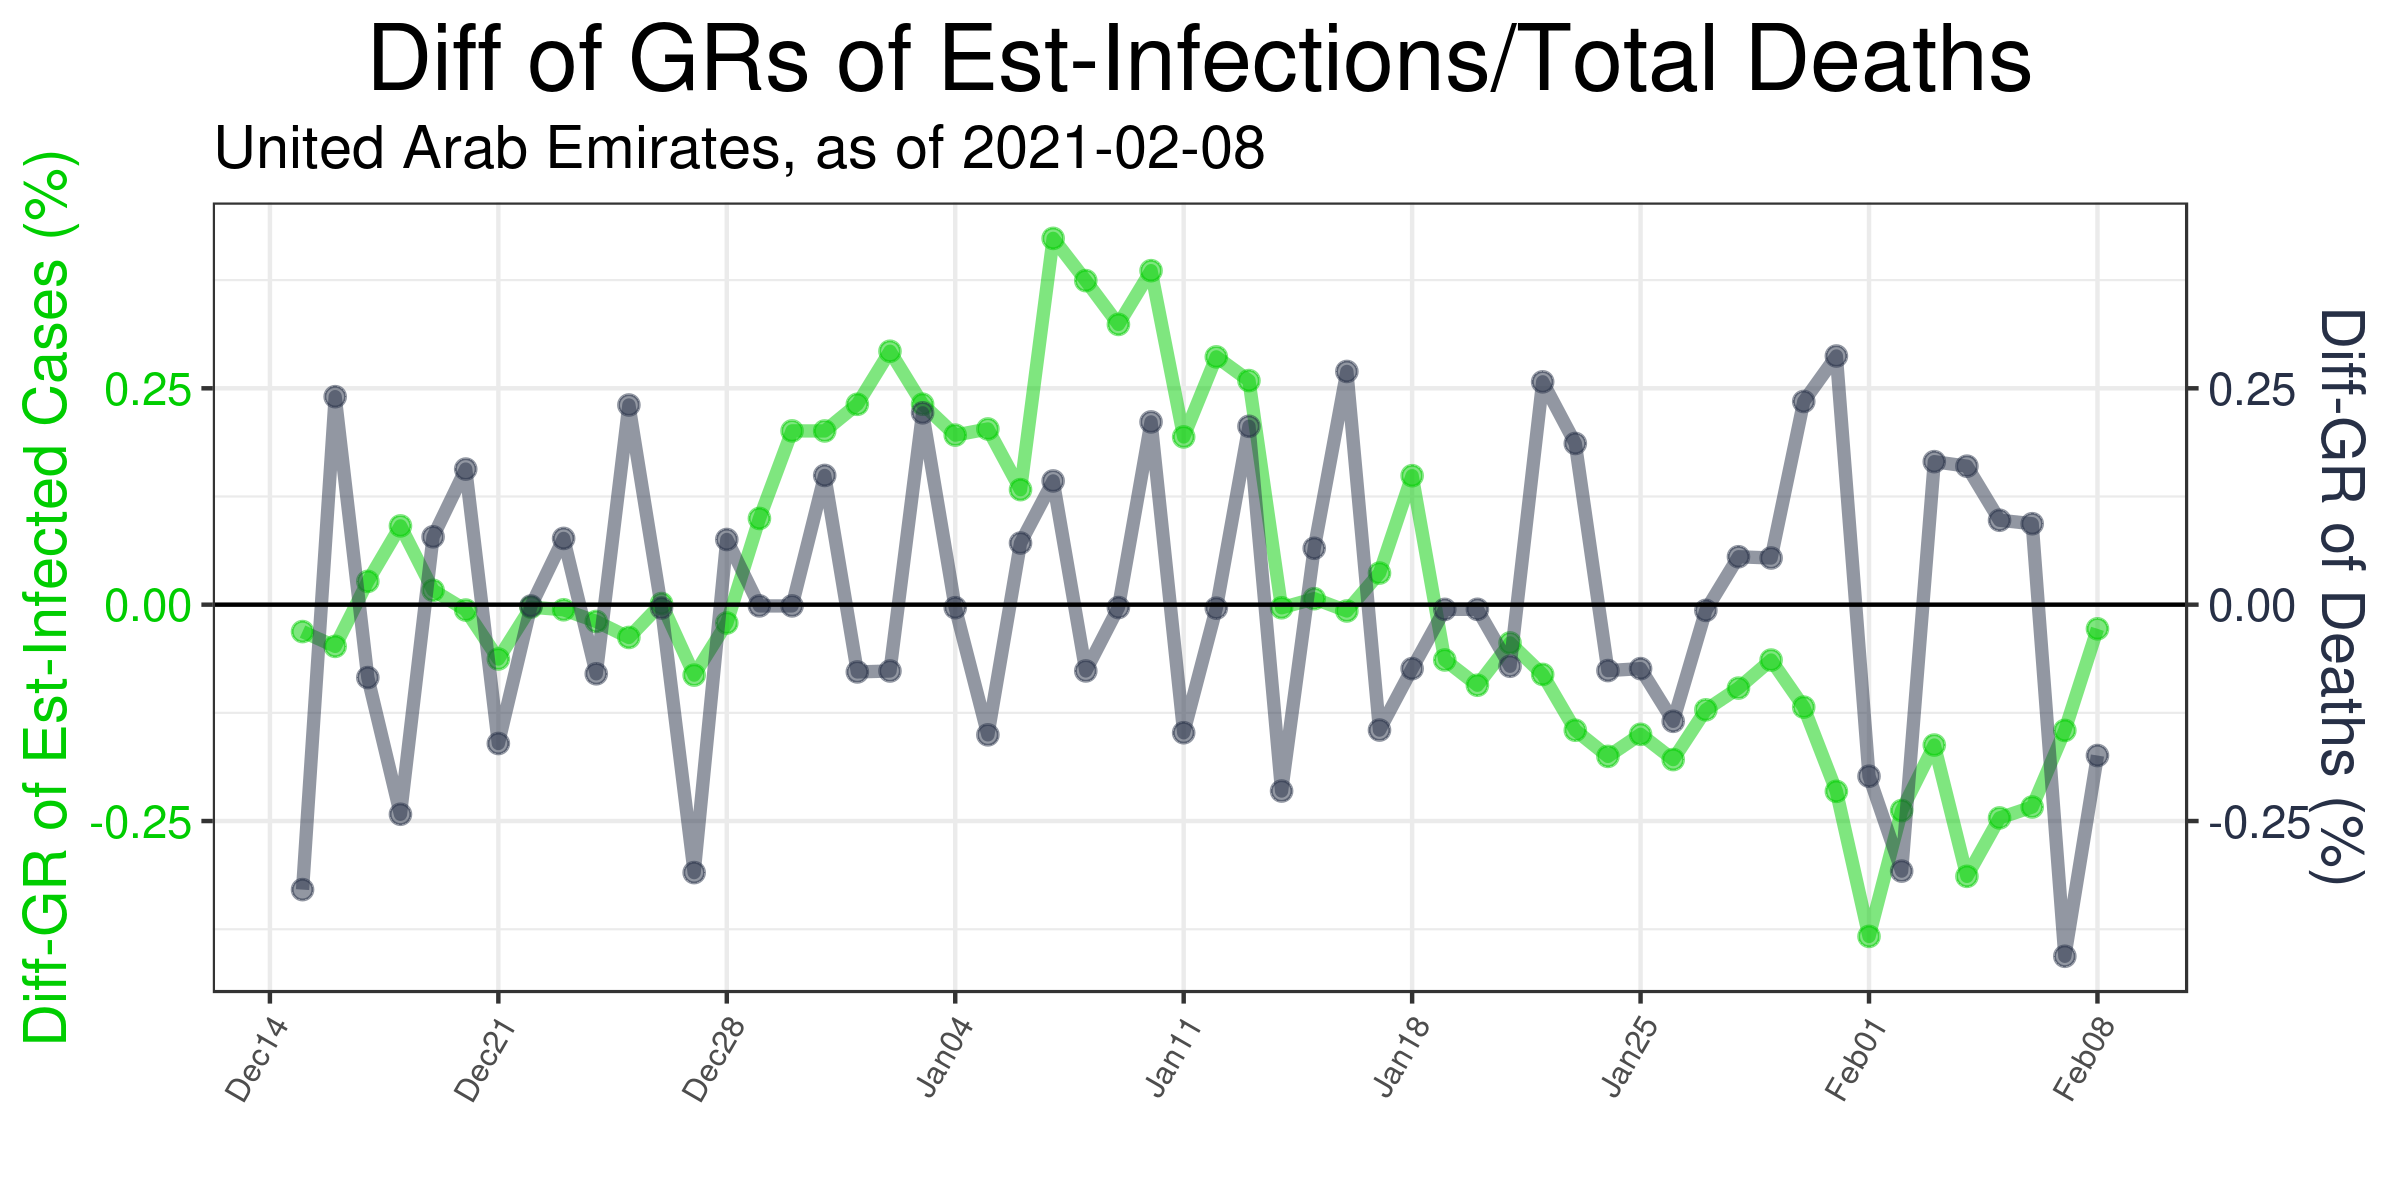 Diff of GRs of Est-Infections/Total Deaths
United Arab Emirates, as of 2021-02-08
Diff-GR of Est-Infected Cases (%)
0.25
0.00
-0.25
0.25
0.00
-0.25
Diff-GR of Deaths (%)
Dec14
Dec21
Dec28
Jan04
Jan11
Jan18
Jan25
Feb01
Feb08